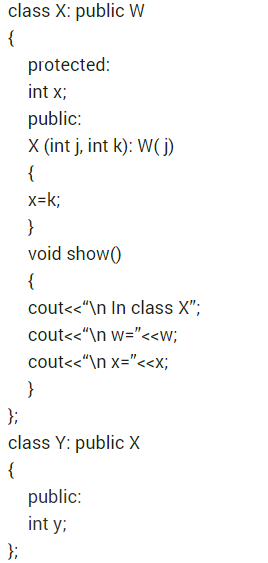 class X: public W
{
protected:
int x;
public:
X (int j, int k): W( j)
{
x=k;
}
void show()
{
cout<<“\n In class X”;
cout<<“\n w=”<<w;
cout<<“\n x=”<<x;
}
};
class Y: public X
{
public:
int y;
};